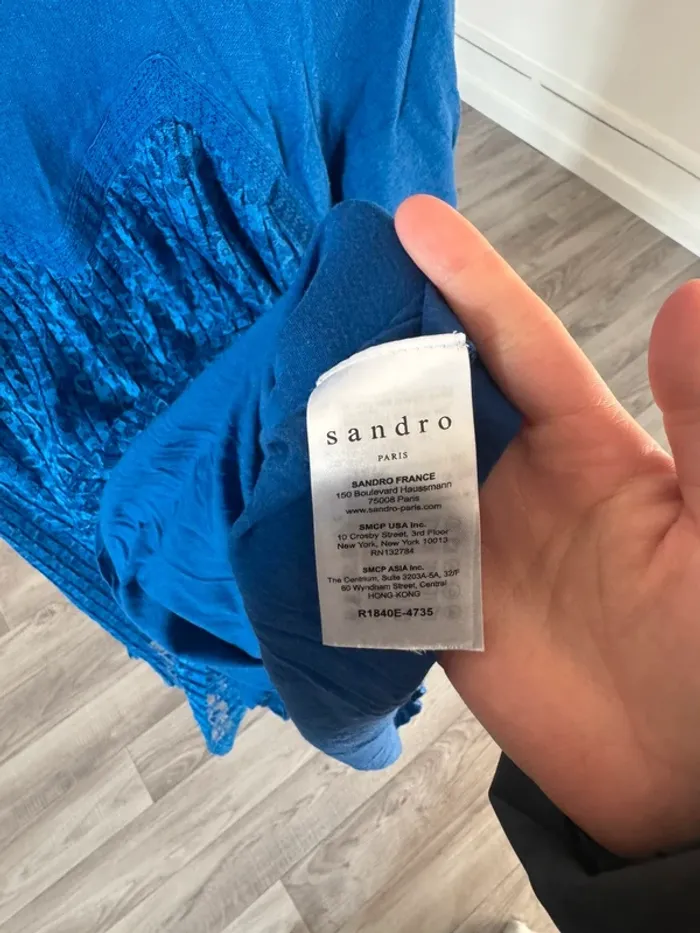 sandro
PARIS
SANDRO FRANCE
150 Boulevard Haussmann
75008 Paris
www.sandro-paris.com
SMCP USA Inc.
10 Crosby Street, 3rd Floor
New York, New York 10013
RN132784
SMCP ASIA Inc.
The Centrium, Suite 3203A-5A, 32/F
60 Wyndham Street, Central
HONG-KONG
R1840E-4735